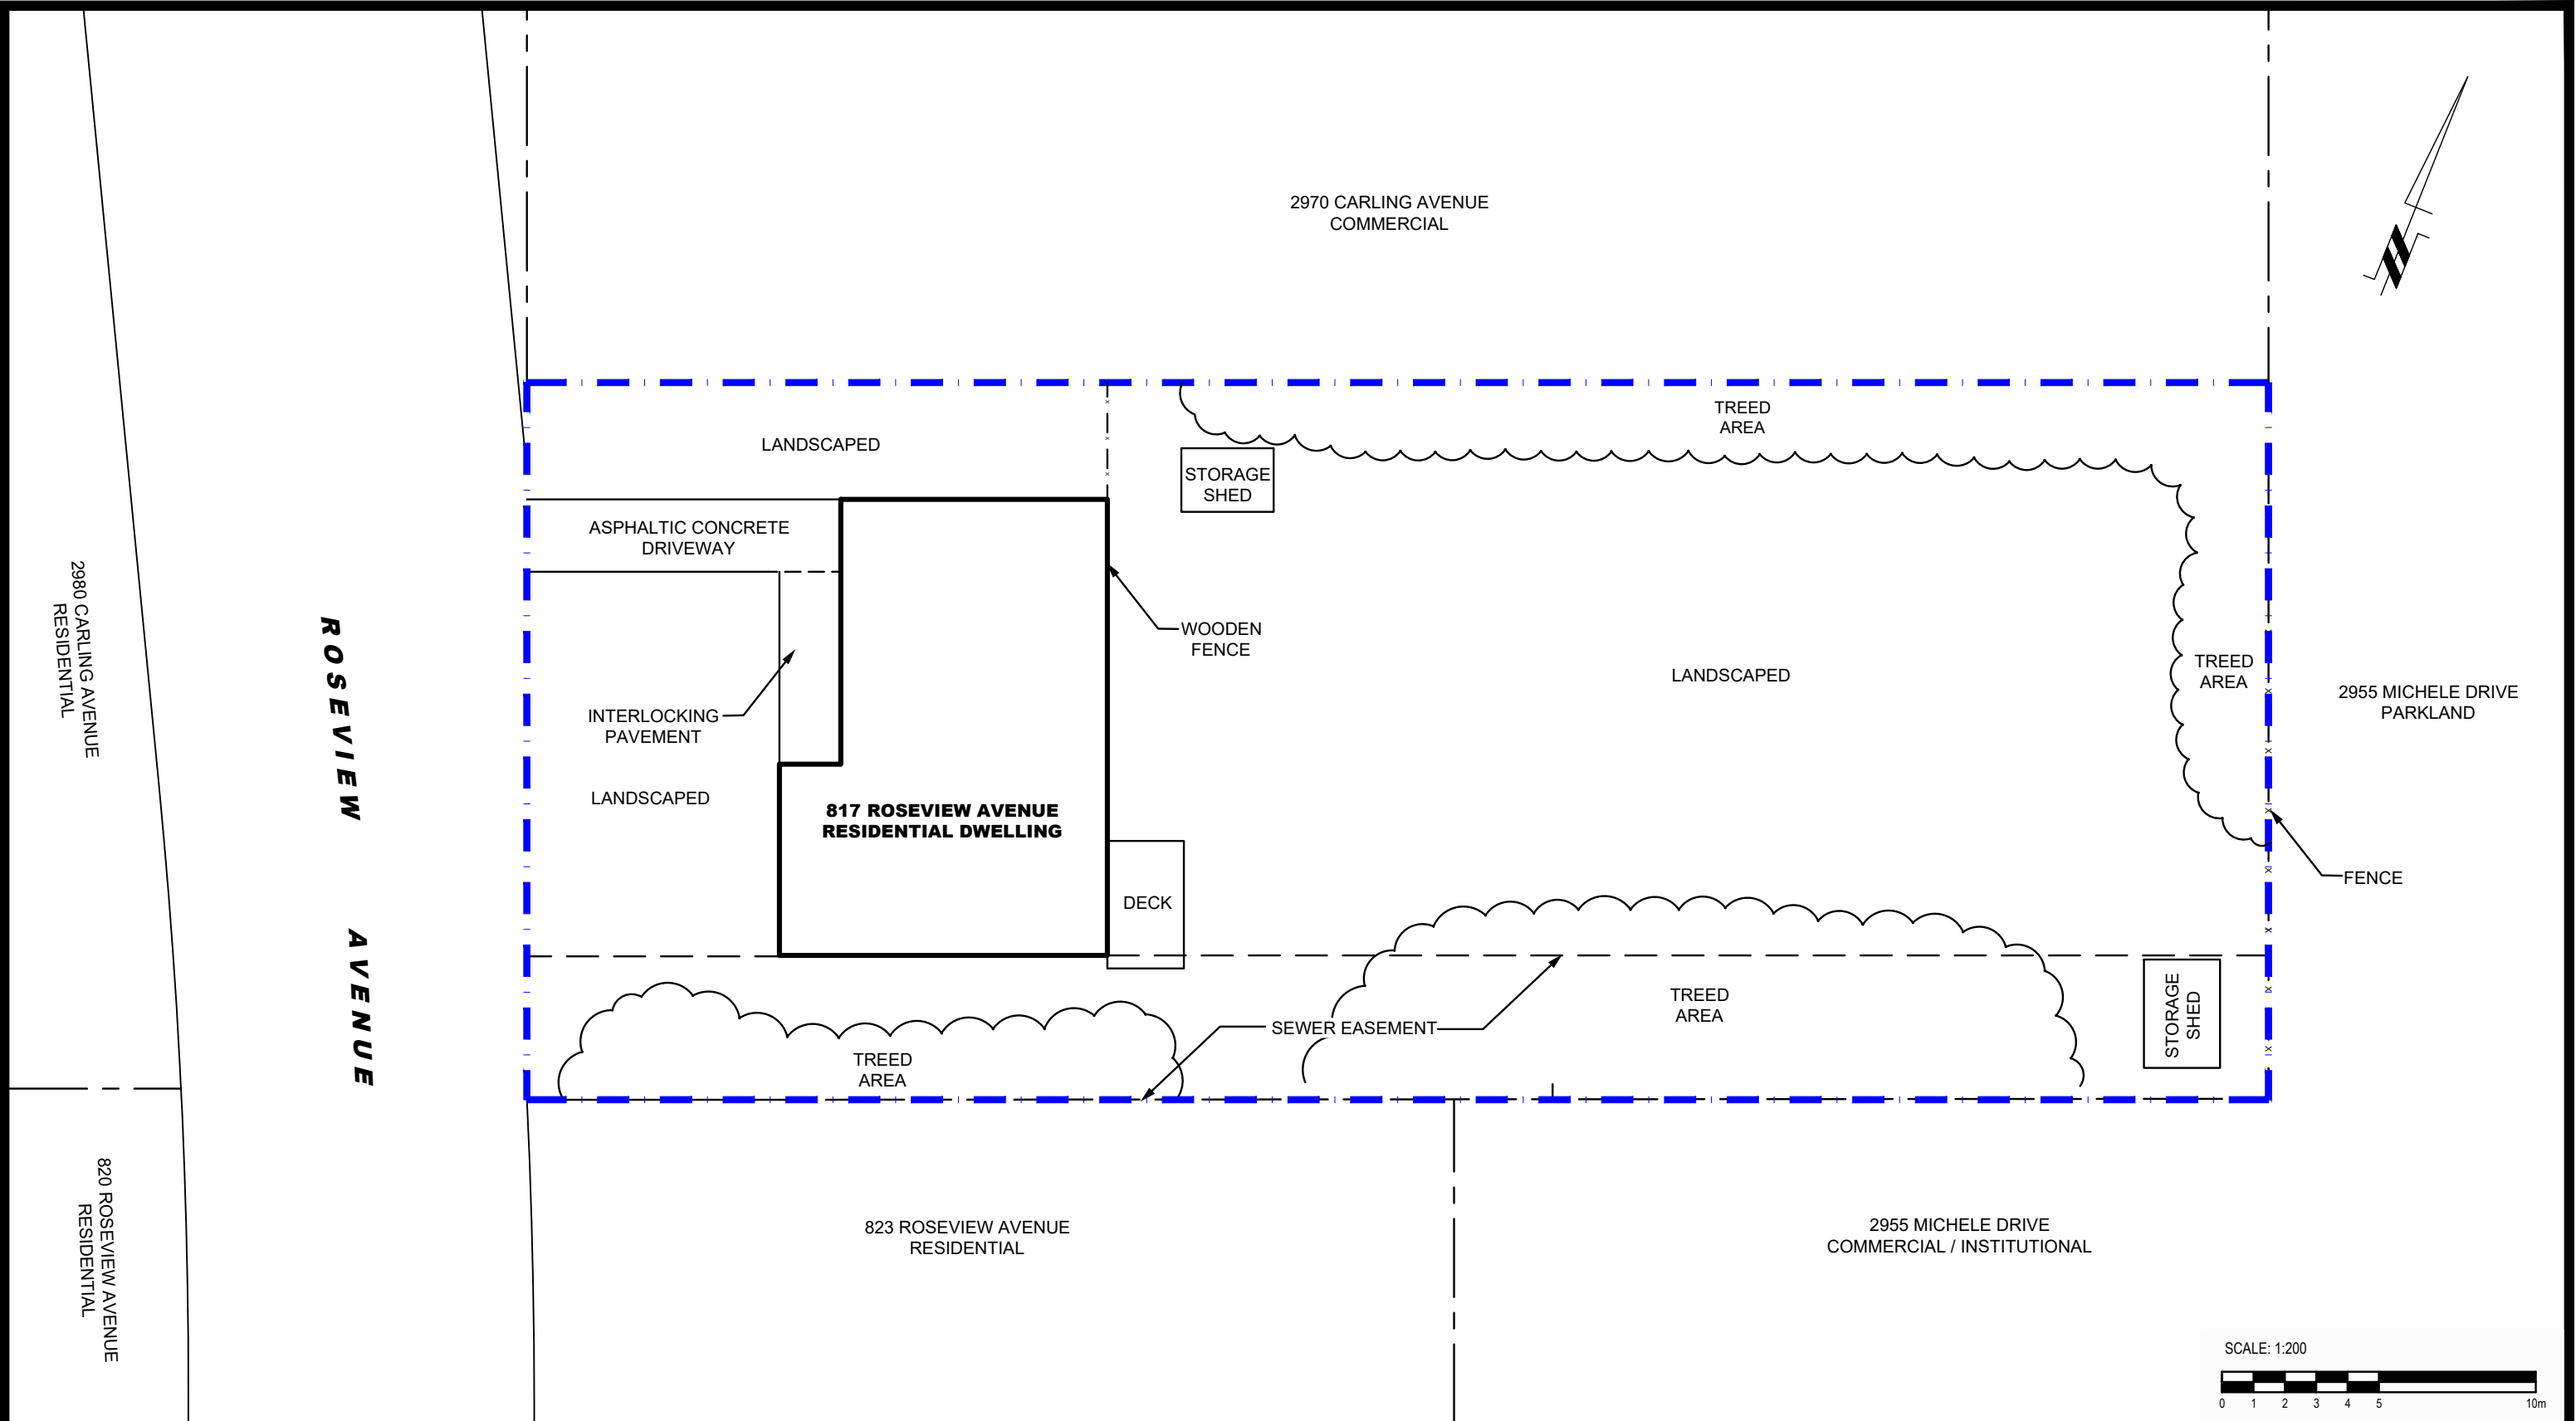 2970 CARLING AVENUE
COMMERCIAL
TREED
AREA
LANDSCAPED
STORAGE
SHED
ASPHALTIC CONCRETE
DRIVEWAY
2980 CARLING AVENUE
RESIDENTIAL
ROSEVIEW AVENUE
WOODEN
FENCE
LANDSCAPED
TREED
AREA
2955 MICHELE DRIVE
PARKLAND
INTERLOCKING
PAVEMENT
LANDSCAPED
817 ROSEVIEW AVENUE
RESIDENTIAL DWELLING
DECK
FENCE
TREED
AREA
STORAGE
SHED
SEWER EASEMENT
TREED
AREA
820 ROSEVIEW AVENUE
RESIDENTIAL
823 ROSEVIEW AVENUE
RESIDENTIAL
2955 MICHELE DRIVE
COMMERCIAL / INSTITUTIONAL
SCALE: 1:200
0 1 2 3 4 5 10m